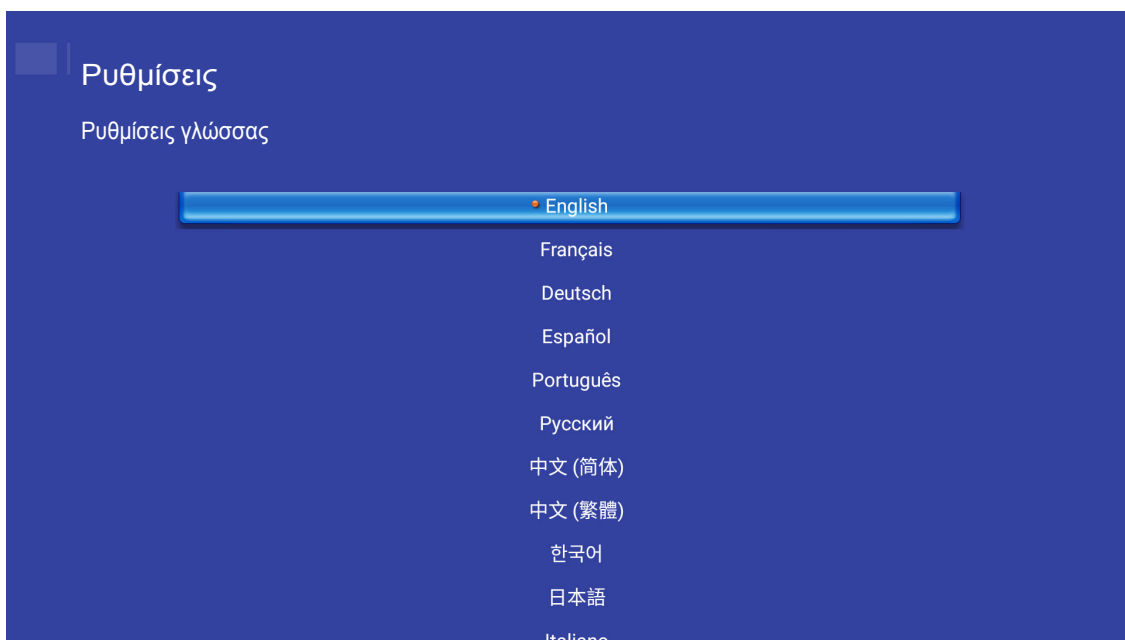 Ρυθμίσεις
Ρυθμίσεις γλώσσας
English
Français
Deutsch
Español
Português
Русский
中文 (简体)
中文 (繁體)
한국어
日本語